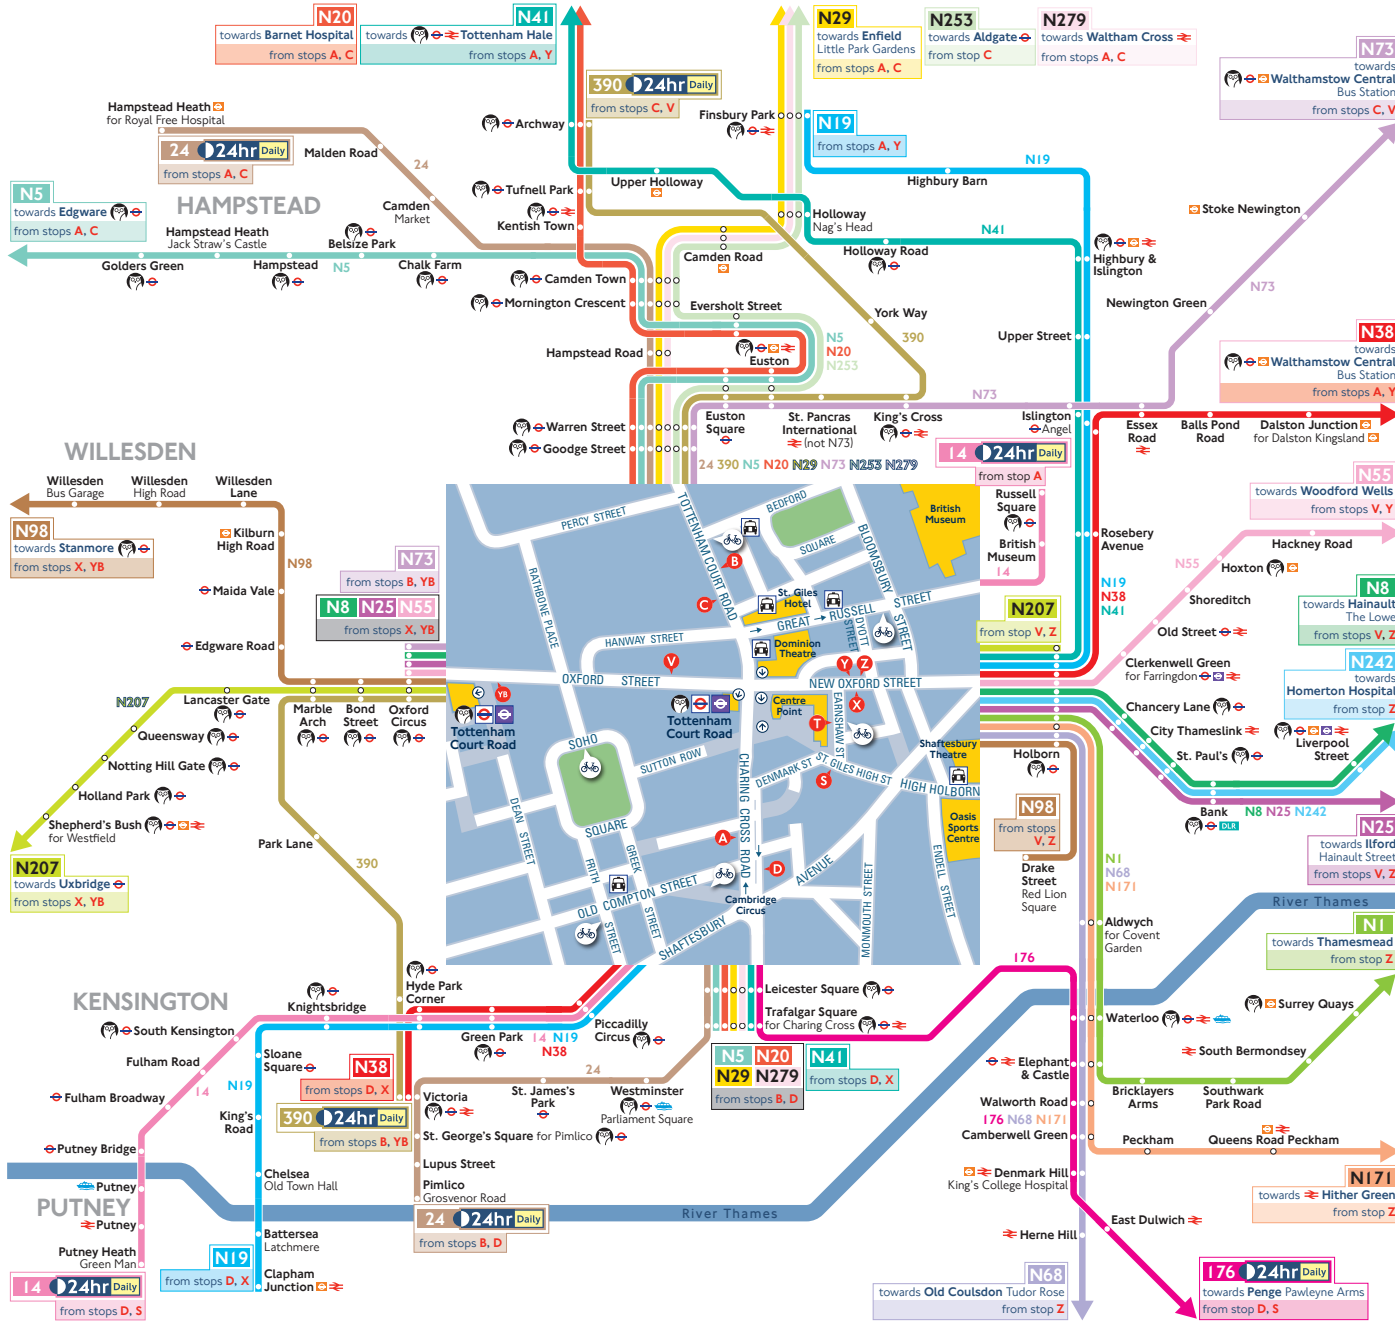 N20
towards Barnet Hospital
from stops A, C
N41
towards Tottenham Hale
from stops A, Y
N29
towards Enfield
Little Park Gardens
from stops A, C
N253
towards Aldgate
from stop C
N279
towards Waltham Cross
from stops A, C
N73
towards
Walthamstow Central
Bus Station
from stops C, V
390 24hr Daily
from stops C, V
Hampstead Heath
for Royal Free Hospital
24 24hr Daily
from stops A, C
Malden Road
24
Archway
Finsbury Park
N19
from stops A, Y
N19
Highbury Barn
N5
towards Edgware
from stops A, C
HAMPSTEAD
Camden
Market
Tufnell Park
Kentish Town
Upper Holloway
Holloway
Nag's Head
Stoke Newington
Hampstead Heath
Jack Straw's Castle
Belsize Park
Golders Green
Hampstead
N5
Chalk Farm
Camden Road
Holloway Road
N41
Highbury &
Islington
Camden Town
Mornington Crescent
Eversholt Street
York Way
390
Newington Green
N73
Upper Street
Hampstead Road
Euston
N5
N20
N253
N38
towards
Walthamstow Central
Bus Station
from stops A, Y
N73
Warren Street
Goodge Street
Euston
Square
St. Pancras
International
(not N73)
King's Cross
Islington
Angel
Essex
Road
Balls Pond
Road
Dalston Junction
for Dalston Kingsland
24 390 N5 N20 N29 N73 N253 N279
14 24hr Daily
from stop A
WILLESDEN
Willesden
Bus Garage
Willesden
High Road
Willesden
Lane
N98
towards Stanmore
from stops X, YB
Kilburn
High Road
N98
Maida Vale
Edgware Road
N73
from stops B, YB
N8 N25 N55
from stops X, YB
Russell
Square
British
Museum
14
Rosebery
Avenue
N19
N38
N41
N55
towards Woodford Wells
from stops V, Y
Hackney Road
Hoxton
N55
Shoreditch
Old Street
Clerkenwell Green
for Farringdon
N8
towards
Hainault
The Lowe
from stops V, Z
N242
towards
Homerton Hospital
from stop Z
N207
from stops V, Z
Chancery Lane
City Thameslink
St. Paul's
Liverpool
Street
Bank
DLR
N8 N25 N242
Holborn
N25
towards Ilford
Hainault Street
from stops V, Z
N98
from stops
V, Z
Drake
Street
Red Lion
Square
N1
N68
N171
N207
Lancaster Gate
Marble
Arch
Bond
Street
Oxford
Circus
Queensway
Notting Hill Gate
Holland Park
Shepherd's Bush
for Westfield
N207
towards Uxbridge
from stops X, YB
Park Lane
390
PERCY STREET
TOTTENHAM COURT ROAD
BEDFORD
SQUARE
BLOOMSBURY
STREET
British
Museum
RATHBONE PLACE
B
C
St. Giles
Hotel
GREAT RUSSELL STREET
HANWAY STREET
Dominion
Theatre
DYOTT
STREET
V
Y
Z
OXFORD STREET
NEW OXFORD STREET
YB
Tottenham
Court Road
Tottenham
Court Road
Centre
Point
X
T
EARNSHAW ST
SOHO
SQUARE
SUTTON ROW
DENMARK ST
ST. GILES HIGH ST
S
HIGH HOLBORN
Shaftesbury
Theatre
CHARING CROSS ROAD
DEAN STREET
FRITH
STREET
GREEK
STREET
A
D
Oasis
Sports
Centre
OLD COMPTON STREET
Cambridge
Circus
SHAFTESBURY
AVENUE
MONMOUTH STREET
ENDELL STREET
River Thames
Aldwych
for Covent
Garden
N1
towards Thamesmead
from stop Z
KENSINGTON
Knightsbridge
Hyde Park
Corner
South Kensington
Fulham Road
14
Green Park
14 N19
N38
Piccadilly
Circus
Leicester Square
Trafalgar Square
for Charing Cross
176
Waterloo
Surrey Quays
South Bermondsey
Sloane
Square
N19
N38
from stops D, X
N5 N20
N29 N279
from stops B, D
N41
from stops D, X
Elephant
& Castle
Bricklayers
Arms
Southwark
Park Road
Fulham Broadway
King's
Road
390 24hr Daily
from stops B, YB
24
Victoria
St. James's
Park
Westminster
Parliament Square
St. George's Square for Pimlico
Walworth Road
176 N68 N171
Camberwell Green
Peckham
Queens Road Peckham
Putney Bridge
Chelsea
Old Town Hall
Lupus Street
Pimlico
Grosvenor Road
Denmark Hill
King's College Hospital
N171
towards Hither Green
from stop Z
Putney
PUTNEY
Putney
River Thames
24 24hr Daily
from stops B, D
East Dulwich
Herne Hill
Battersea
Latchmere
Putney Heath
Green Man
N19
from stops D, X
Clapham
Junction
14 24hr Daily
from stops D, S
N68
towards Old Coulsdon Tudor Rose
from stop Z
176 24hr Daily
towards Penge Pawleyne Arms
from stop D, S